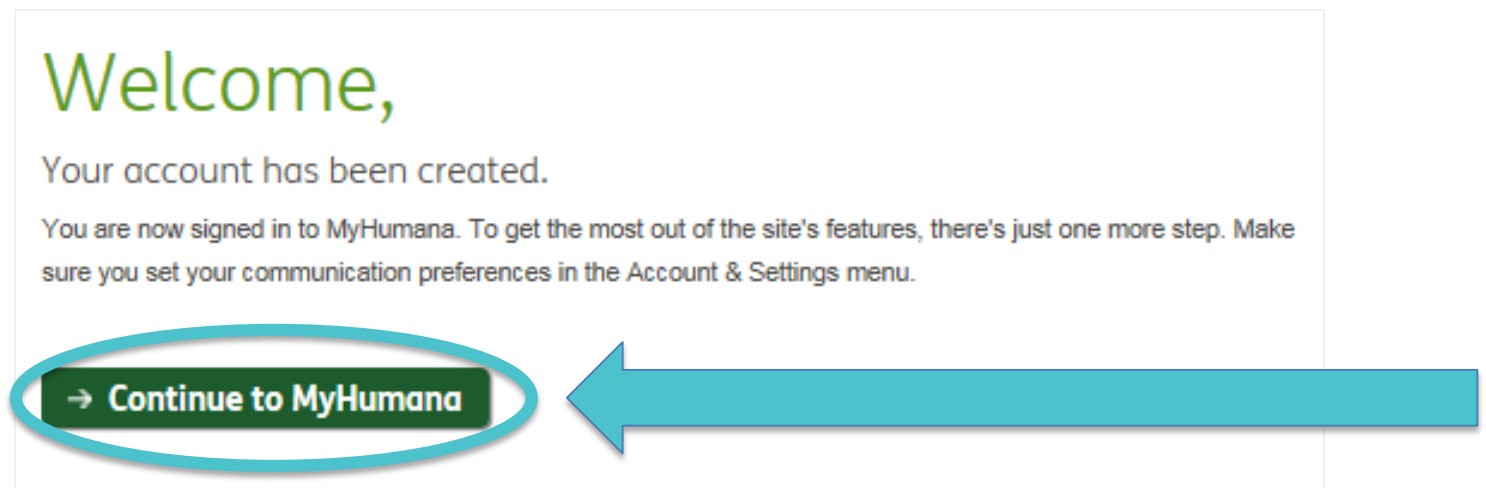 Welcome,
Your account has been created.
You are now signed in to MyHumana. To get the most out of the site's features, there's just one more step. Make
sure you set your communication preferences in the Account & Settings menu.
→ Continue to MyHumana